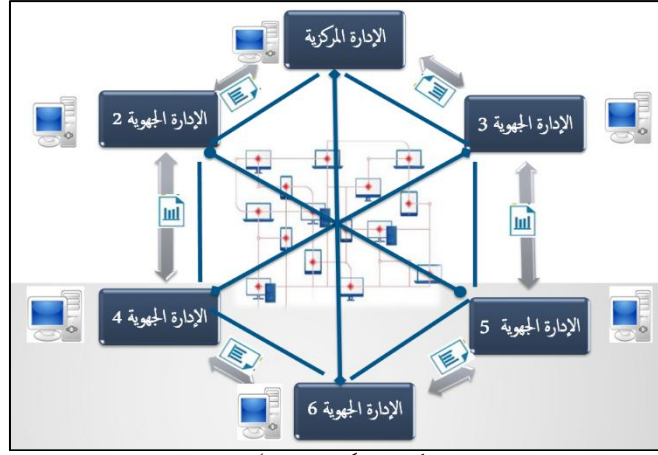 الإدارة المركزية
الإدارة الجهوية 3
الإدارة الجهوية 2
الإدارة الجهوية 4
الإدارة الجهوية 5
الإدارة الجهوية 6